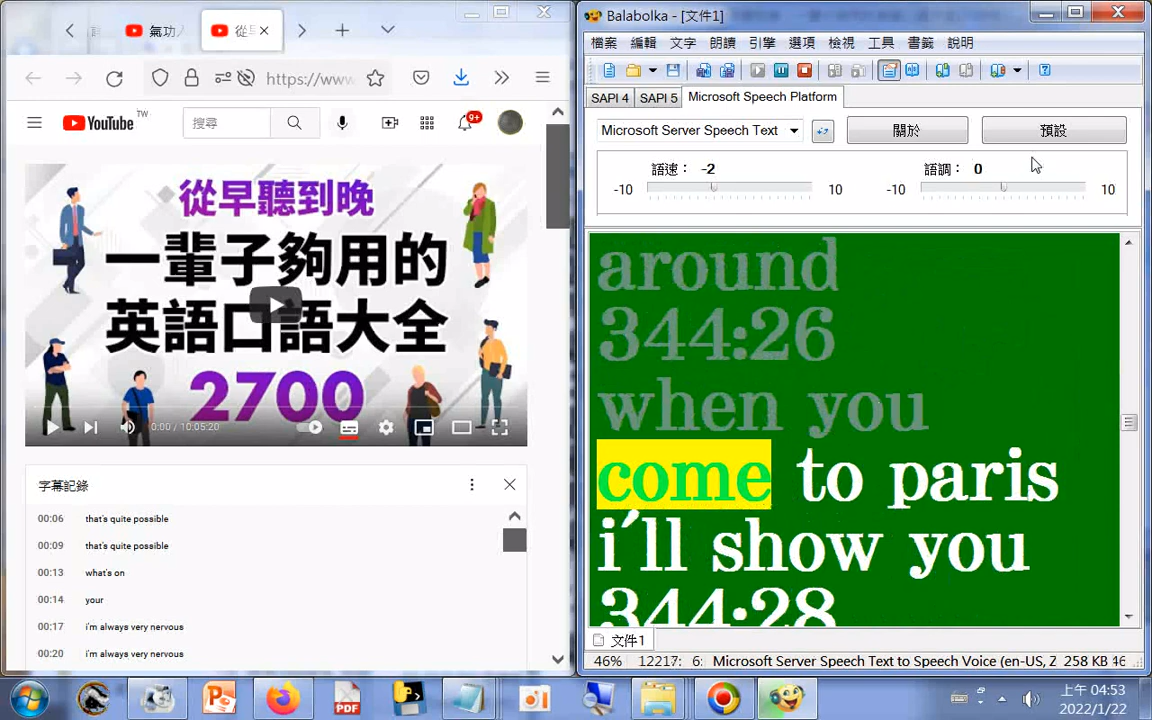 氣功
從
https://www
YouTube TW
搜尋
9+
從早聽到晚
一輩子夠用的
英語口語大全
2700
0:00 / 10:05:20
字幕記錄
00:06 that's quite possible
00:09 that's quite possible
00:13 what's on
00:14 your
00:17 i'm always very nervous
00:20 i'm always very nervous
Balabolka - [文件1]
檔案 編輯 文字 朗讀 引擎 選項 檢視 工具 書籤 說明
SAPI 4 SAPI 5 Microsoft Speech Platform
Microsoft Server Speech Text 關於 預設
語速： -2 語調： 0
-10 10 -10 10
around
344:26
when you
come to paris
i'll show you
344:28
文件1
46% 12217: 6: Microsoft Server Speech Text to Speech Voice (en-US, Z 258 KB 46
PDF
上午 04:53
2022/1/22